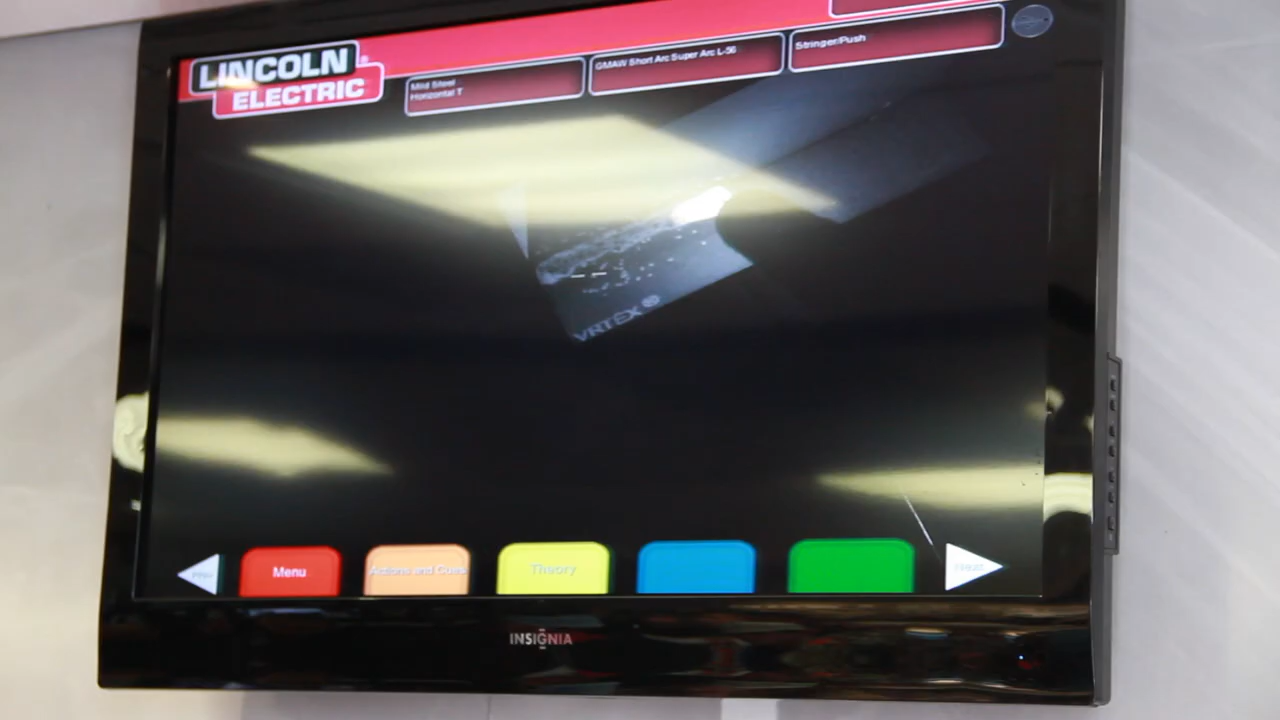 LINCOLN
ELECTRIC
Mild Steel
Horizontal T
GMAW Short Arc Super Arc L-56
Stringer/Push
VRTEX®
Menu
Actions and Cues
Theory
INSIGNIA